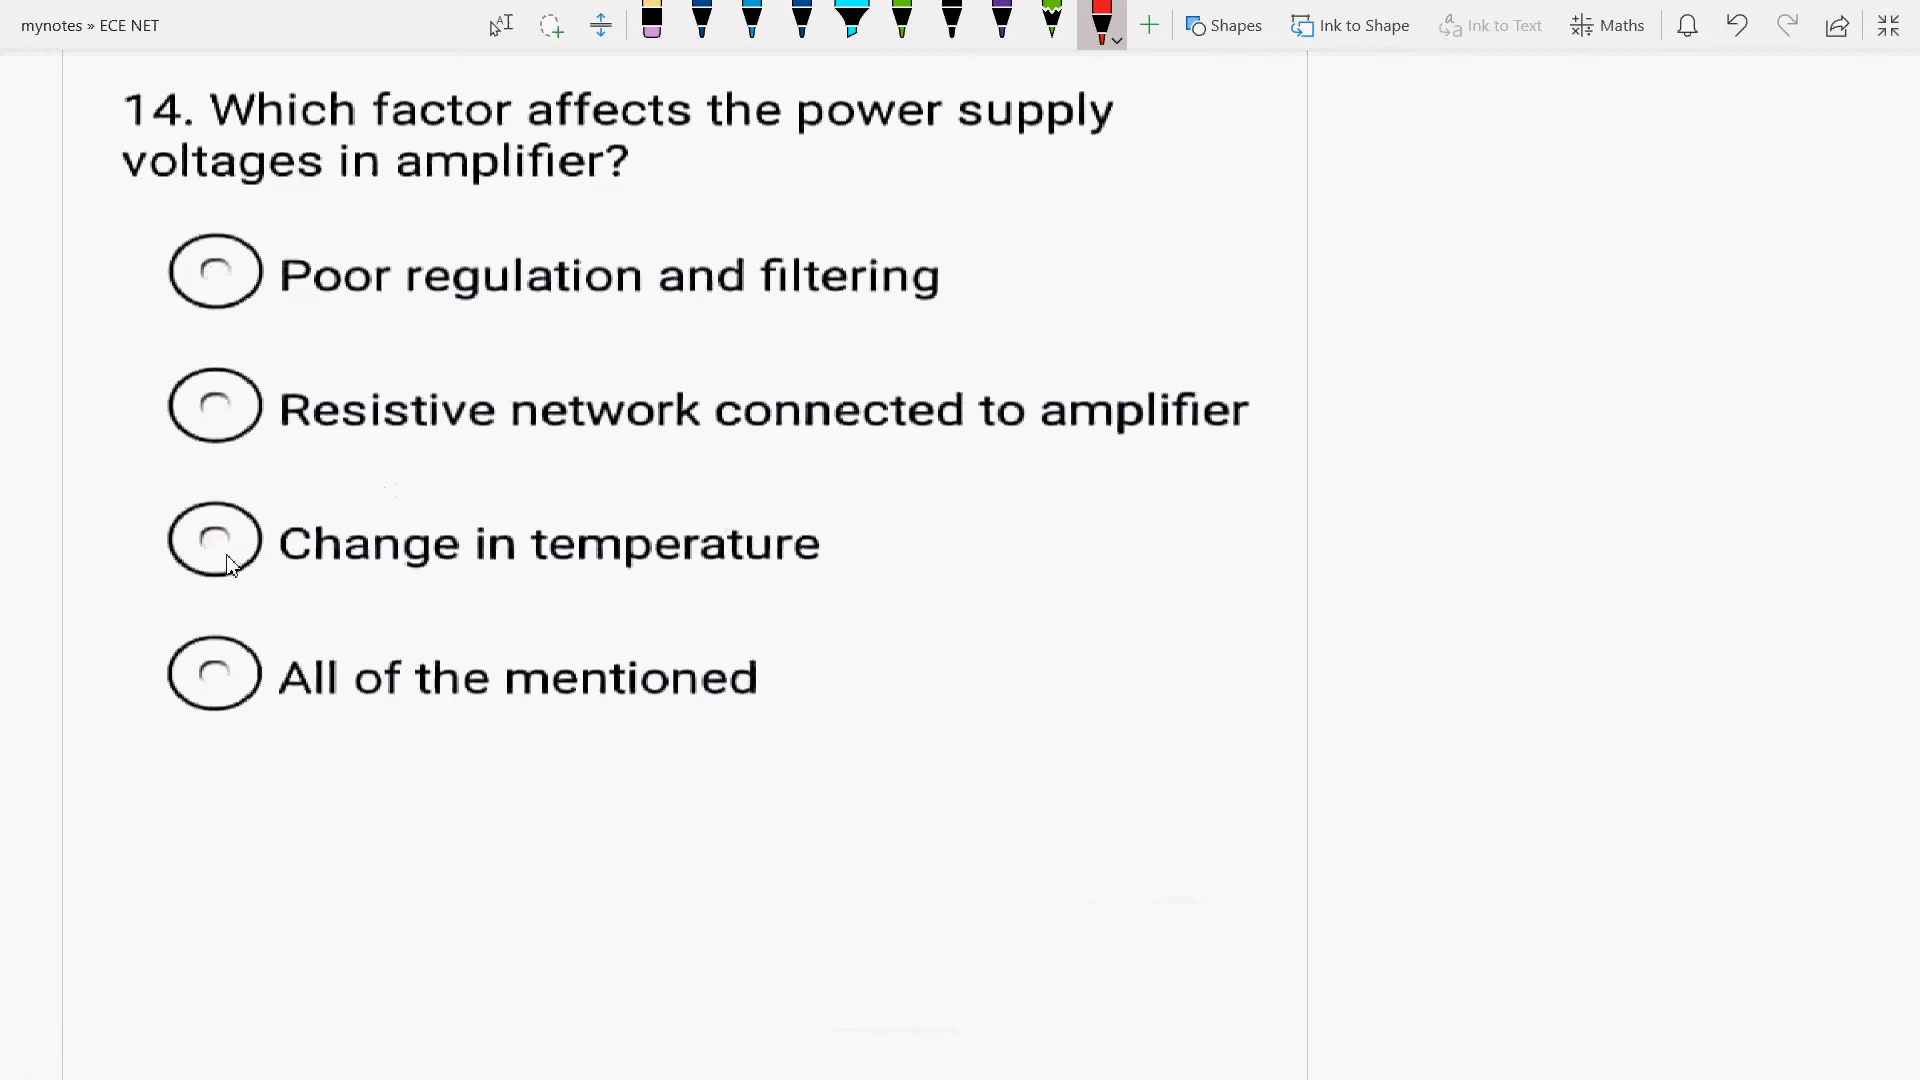 mynotes » ECE NET
Shapes
Ink to Shape
Ink to Text
Maths
14. Which factor affects the power supply
voltages in amplifier?
Poor regulation and filtering
Resistive network connected to amplifier
Change in temperature
All of the mentioned